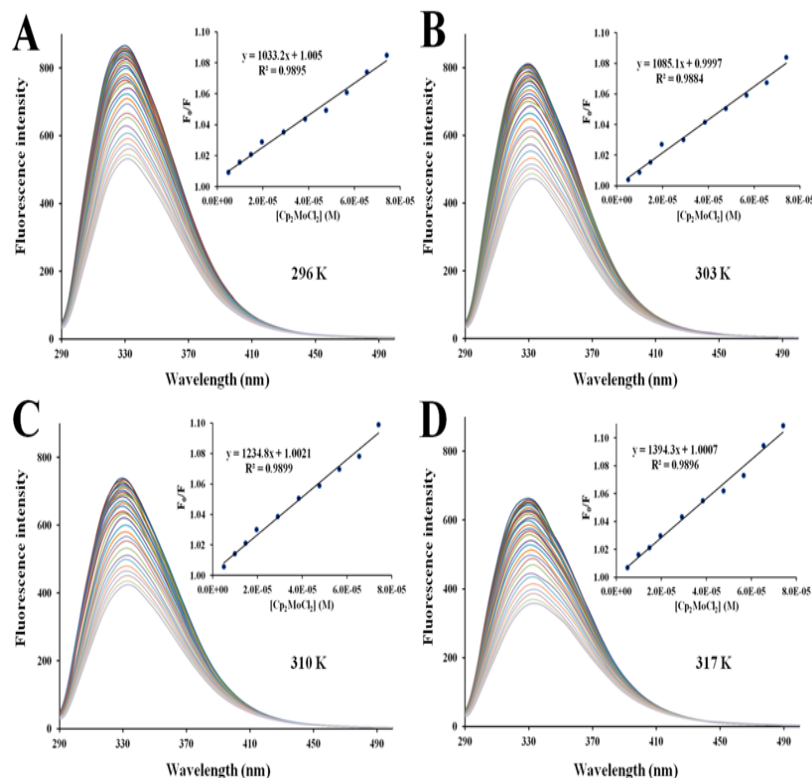 A
Fluorescence intensity
800
600
400
200
0
290
330
370
410
450
490
Wavelength (nm)
296 K
F₀/F
1.10
1.08
1.06
1.04
1.02
1.00
y = 1033.2x + 1.005
R² = 0.9895
0.0E+00
2.0E-05
4.0E-05
6.0E-05
8.0E-05
[Cp₂MoCl₂] (M)
B
Fluorescence intensity
800
600
400
200
0
290
330
370
410
450
490
Wavelength (nm)
303 K
F₀/F
1.10
1.08
1.06
1.04
1.02
1.00
y = 1085.1x + 0.9997
R² = 0.9884
0.0E+00
2.0E-05
4.0E-05
6.0E-05
8.0E-05
[Cp₂MoCl₂] (M)
C
Fluorescence intensity
800
600
400
200
0
290
330
370
410
450
490
Wavelength (nm)
310 K
F₀/F
1.10
1.08
1.06
1.04
1.02
1.00
y = 1234.8x + 1.0021
R² = 0.9899
0.0E+00
2.0E-05
4.0E-05
6.0E-05
8.0E-05
[Cp₂MoCl₂] (M)
D
Fluorescence intensity
800
600
400
200
0
290
330
370
410
450
490
Wavelength (nm)
317 K
F₀/F
1.10
1.08
1.06
1.04
1.02
1.00
y = 1394.3x + 1.0007
R² = 0.9896
0.0E+00
2.0E-05
4.0E-05
6.0E-05
8.0E-05
[Cp₂MoCl₂] (M)